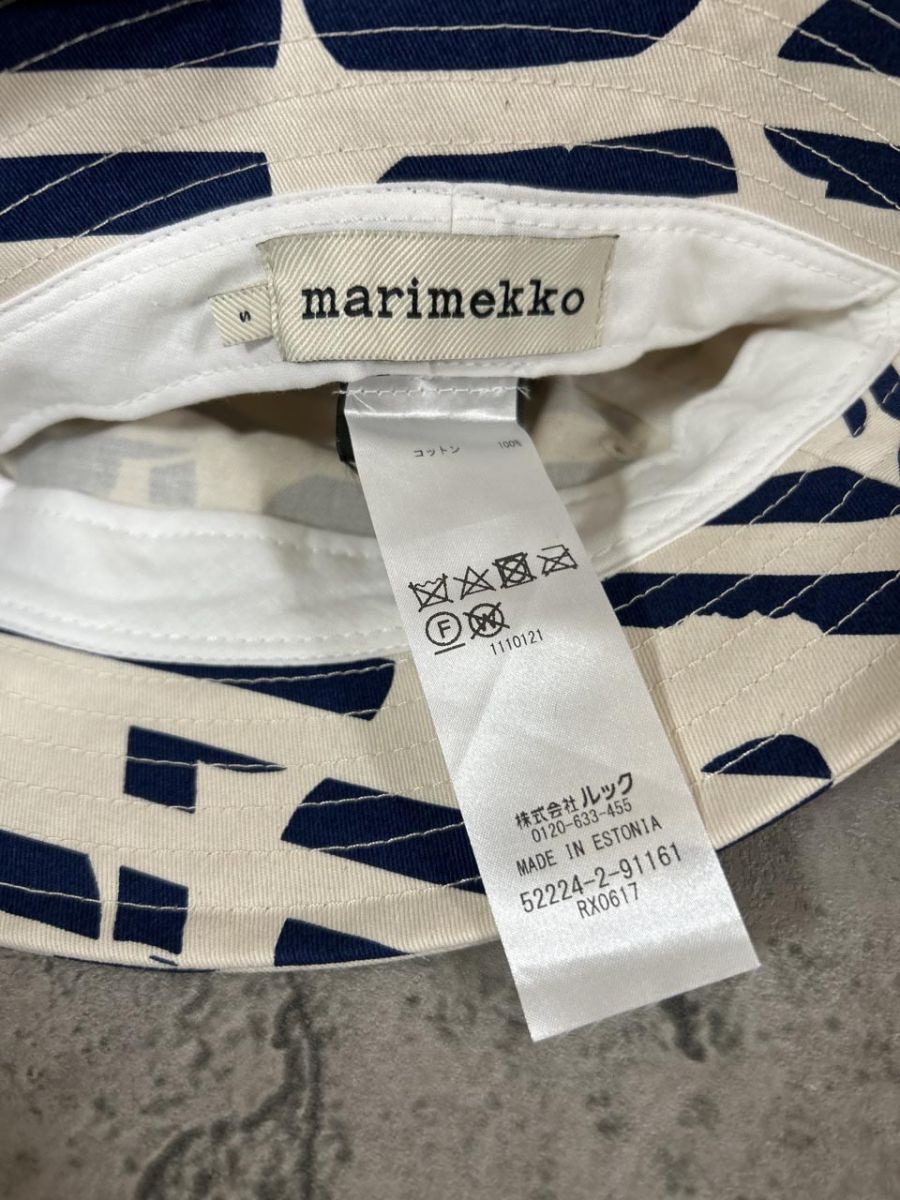 marimekko
S
コットン 100%
F W
1110121
株式会社 ルック
0120-633-455
MADE IN ESTONIA
52224-2-91161
RX0617